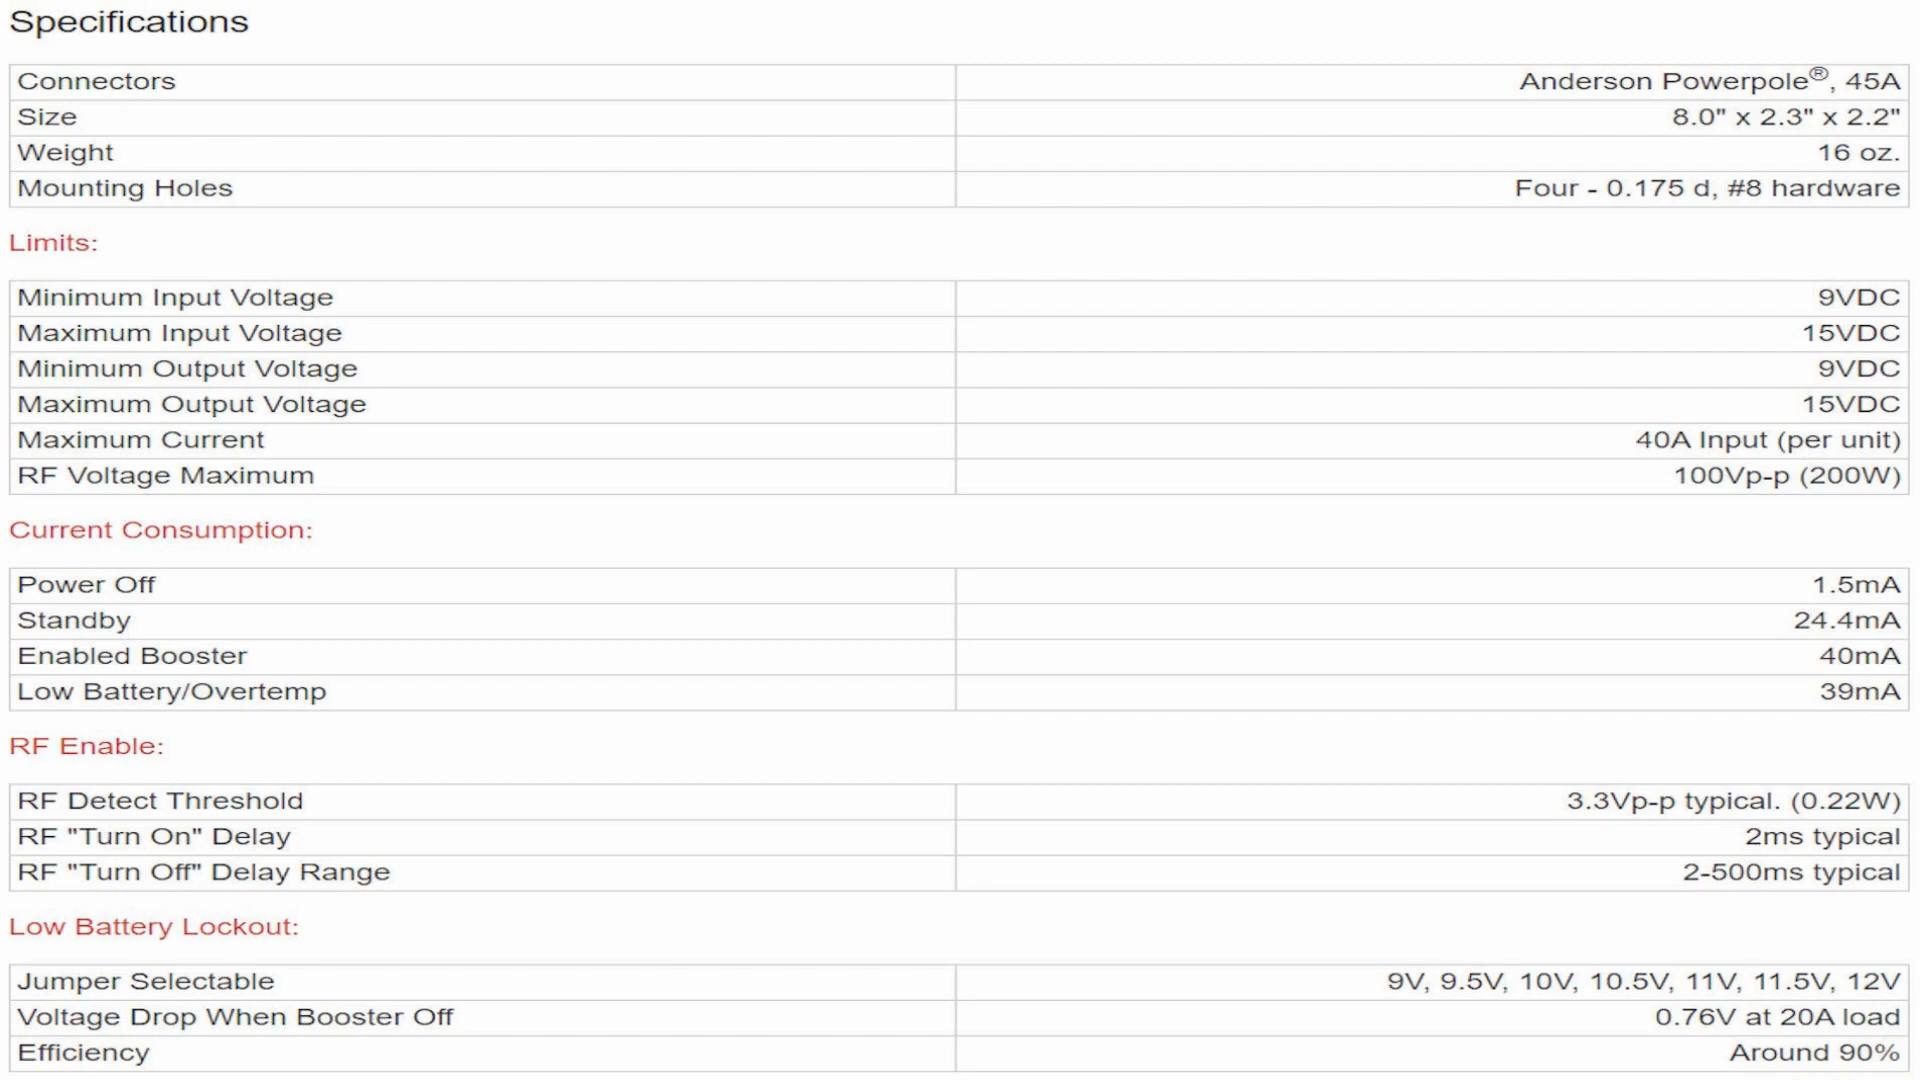 Specifications
Connectors Anderson Powerpole®, 45A
Size 8.0" x 2.3" x 2.2"
Weight 16 oz.
Mounting Holes Four - 0.175 d, #8 hardware
Limits:
Minimum Input Voltage 9VDC
Maximum Input Voltage 15VDC
Minimum Output Voltage 9VDC
Maximum Output Voltage 15VDC
Maximum Current 40A Input (per unit)
RF Voltage Maximum 100Vp-p (200W)
Current Consumption:
Power Off 1.5mA
Standby 24.4mA
Enabled Booster 40mA
Low Battery/Overtemp 39mA
RF Enable:
RF Detect Threshold 3.3Vp-p typical. (0.22W)
RF "Turn On" Delay 2ms typical
RF "Turn Off" Delay Range 2-500ms typical
Low Battery Lockout:
Jumper Selectable 9V, 9.5V, 10V, 10.5V, 11V, 11.5V, 12V
Voltage Drop When Booster Off 0.76V at 20A load
Efficiency Around 90%